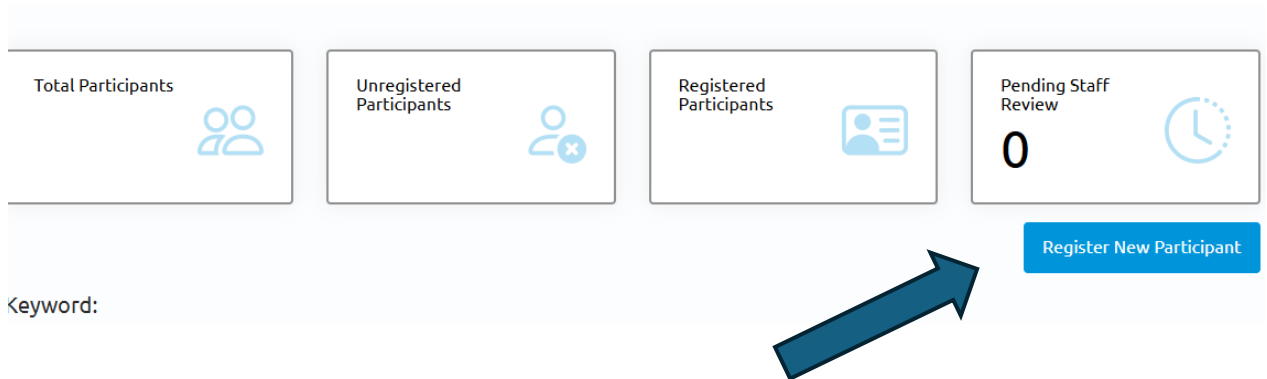 Total Participants
Unregistered
Participants
Registered
Participants
Pending Staff
Review
0
Register New Participant
Keyword: